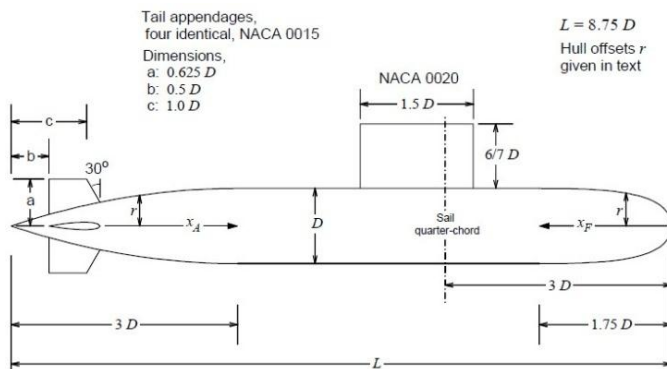 Tail appendages,
four identical, NACA 0015
Dimensions,
a: 0.625 D
b: 0.5 D
c: 1.0 D
L = 8.75 D
Hull offsets r
given in text
NACA 0020
1.5 D
c
b
30°
a
6/7 D
r
x_A
D
Sail
quarter-chord
x_F
r
3 D
3 D
1.75 D
L